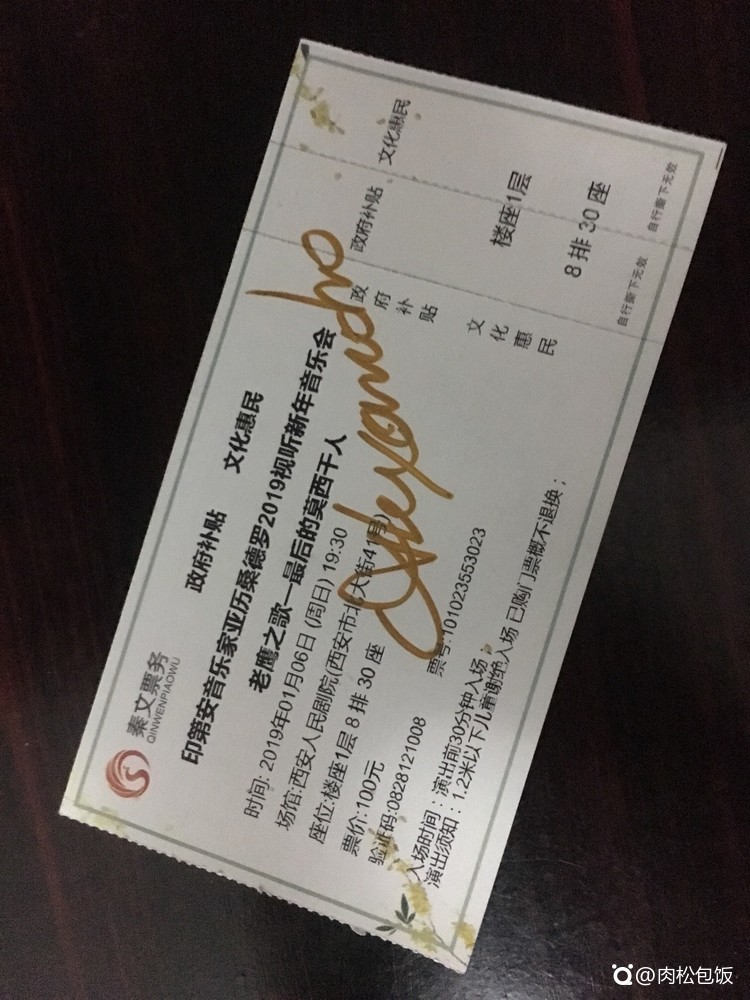 秦文票务
QINWENPIAOWU
政府补贴 文化惠民
印第安音乐家亚历桑德罗2019视听新年音乐会
老鹰之歌—最后的莫西干人
时间: 2019年01月06日 (周日) 19:30
场馆:西安人民剧院(西安市北大街41号)
座位:楼座1层 8 排 30 座
票价:100元
验证码:0828121008 票号:101023553023
入场时间:演出前30分钟入场;
演出须知:1.2米以下儿童谢绝入场 已购门票概不退换;
政府补贴
文化惠民
自行撕下无效
政府补贴 文化惠民
楼座1层
8 排 30 座
自行撕下无效
@肉松包饭